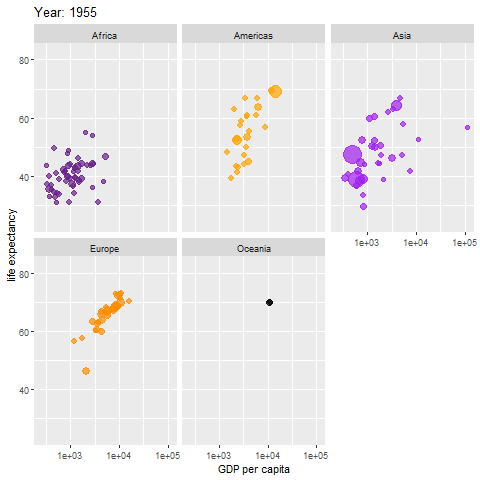 Year: 1955
Africa
Americas
Asia
80
60
40
1e+03 1e+04 1e+05
Europe
Oceania
80
60
40
1e+03 1e+04 1e+05
1e+03 1e+04 1e+05
GDP per capita
life expectancy